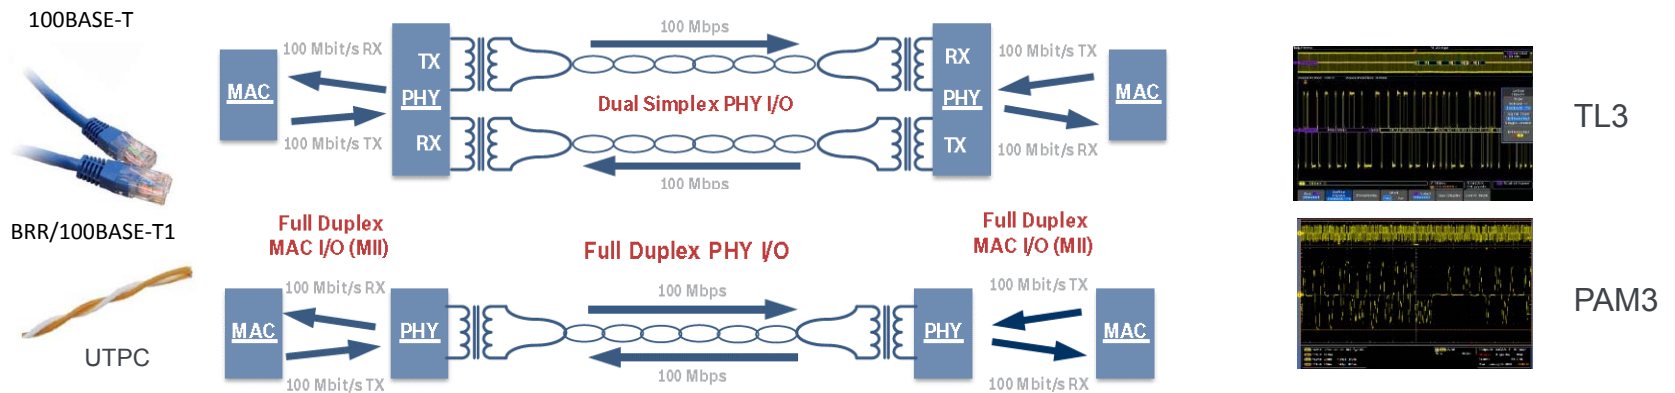 100BASE-T
100 Mbit/s RX
MAC
100 Mbit/s TX
TX
PHY
RX
100 Mbps
Dual Simplex PHY I/O
100 Mbps
RX
PHY
TX
100 Mbit/s TX
MAC
100 Mbit/s RX
TL3
BRR/100BASE-T1
UTPC
Full Duplex
MAC I/O (MII)
100 Mbit/s RX
MAC
100 Mbit/s TX
PHY
Full Duplex PHY I/O
100 Mbps
100 Mbps
PHY
Full Duplex
MAC I/O (MII)
100 Mbit/s TX
MAC
100 Mbit/s RX
PAM3